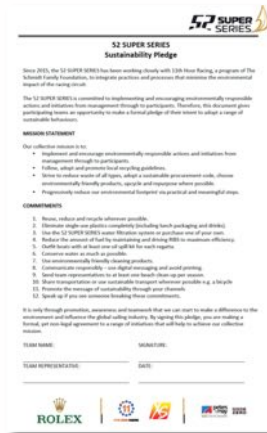 52 SUPER
SERIES
52 SUPER SERIES
Sustainability Pledge
Since 2015, the 52 SUPER SERIES has been working closely with 11th Hour Racing, a program of The
Schmidt Family Foundation, to integrate practices and processes that minimise the environmental
impact of the racing circuit.
The 52 SUPER SERIES is committed to implementing and encouraging environmentally responsible
actions and initiatives from management through to participants. Therefore, this document gives
participating teams an opportunity to make a formal pledge of their intent to adopt a range of
sustainable behaviours.
MISSION STATEMENT
Our collective mission is to;
• Implement and encourage environmentally responsible actions and initiatives from
management through to participants.
• Follow, adopt and promote local recycling guidelines.
• Strive to reduce waste of all types, adopt a sustainable procurement code, choose
environmentally friendly products, upcycle and repurpose where possible.
• Progressively reduce our environmental footprint via practical and meaningful steps.
COMMITMENTS
1. Reuse, reduce and recycle wherever possible.
2. Eliminate single-use plastics completely (including lunch packaging and drinks).
3. Use the 52 SUPER SERIES water filtration system or purchase one of your own.
4. Reduce the amount of fuel by maintaining and driving RIBs to maximum efficiency.
5. Outfit boats with at least one oil spill kit for each regatta.
6. Conserve water as much as possible.
7. Use environmentally friendly cleaning products.
8. Communicate responsibly – use digital messaging and avoid printing.
9. Send team representatives to at least one beach clean-up per season.
10. Share transportation or use sustainable transport wherever possible e.g. a bicycle
11. Promote the message of sustainability through your channels.
12. Speak up if you see someone breaking these commitments.
It is only through promotion, awareness and teamwork that we can start to make a difference to the
environment and influence the global sailing industry. By signing this pledge, you are making a
formal, yet non-legal agreement to a range of initiatives that will help to achieve our collective
mission.
TEAM NAME: SIGNATURE:
TEAM REPRESENTATIVE: DATE:
ROLEX